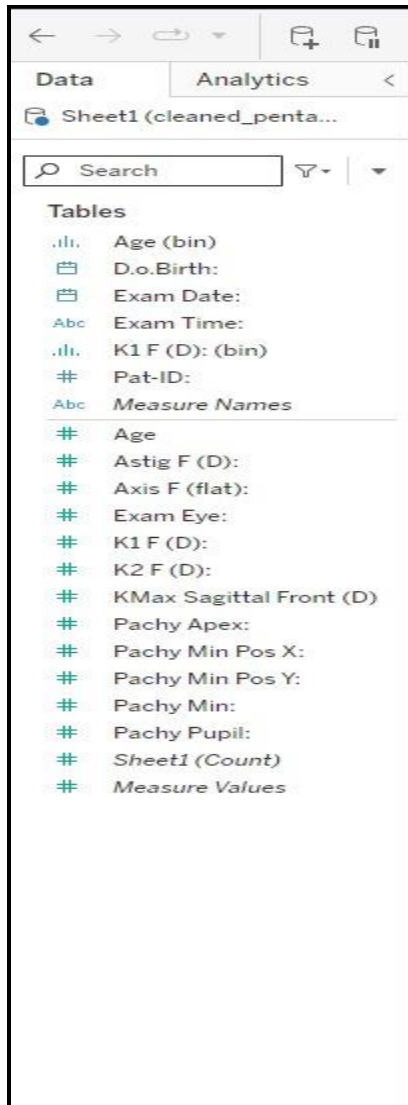 Data Analytics <
Sheet1 (cleaned_penta...
Search
Tables
Age (bin)
D.o.Birth:
Exam Date:
Abc Exam Time:
K1 F (D): (bin)
# Pat-ID:
Abc Measure Names
# Age
# Astig F (D):
# Axis F (flat):
# Exam Eye:
# K1 F (D):
# K2 F (D):
# KMax Sagittal Front (D)
# Pachy Apex:
# Pachy Min Pos X:
# Pachy Min Pos Y:
# Pachy Min:
# Pachy Pupil:
# Sheet1 (Count)
# Measure Values